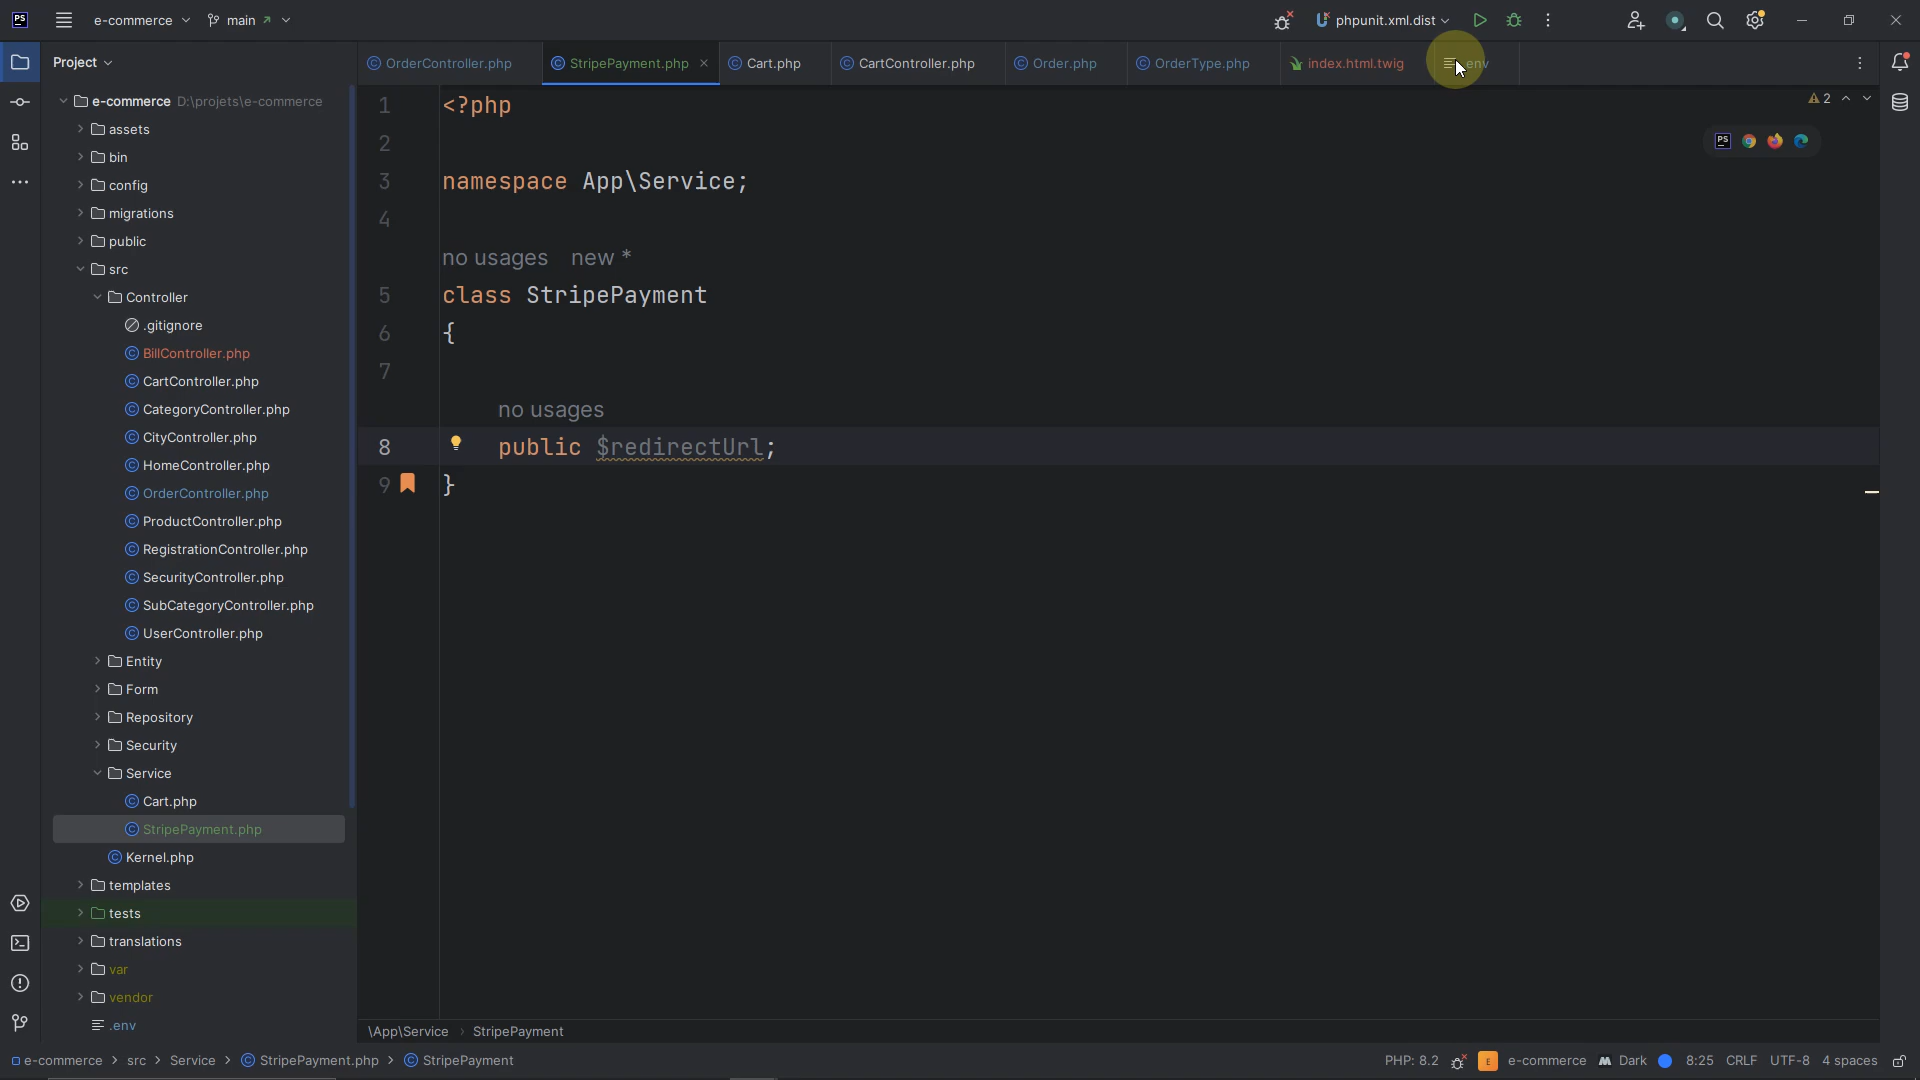 PS e-commerce main phpunit.xml.dist
Project
OrderController.php StripePayment.php Cart.php CartController.php Order.php OrderType.php index.html.twig .env
e-commerce D:\projets\e-commerce
assets
bin
config
migrations
public
src
Controller
.gitignore
BillController.php
CartController.php
CategoryController.php
CityController.php
HomeController.php
OrderController.php
ProductController.php
RegistrationController.php
SecurityController.php
SubCategoryController.php
UserController.php
Entity
Form
Repository
Security
Service
Cart.php
StripePayment.php
Kernel.php
templates
tests
translations
var
vendor
.env
2
PS
1 <?php
2
3 namespace App\Service;
4
no usages new *
5 class StripePayment
6 {
7
no usages
8 public $redirectUrl;
9 }
\App\Service › StripePayment
e-commerce > src > Service > StripePayment.php > StripePayment
PHP: 8.2 E e-commerce Dark 8:25 CRLF UTF-8 4 spaces